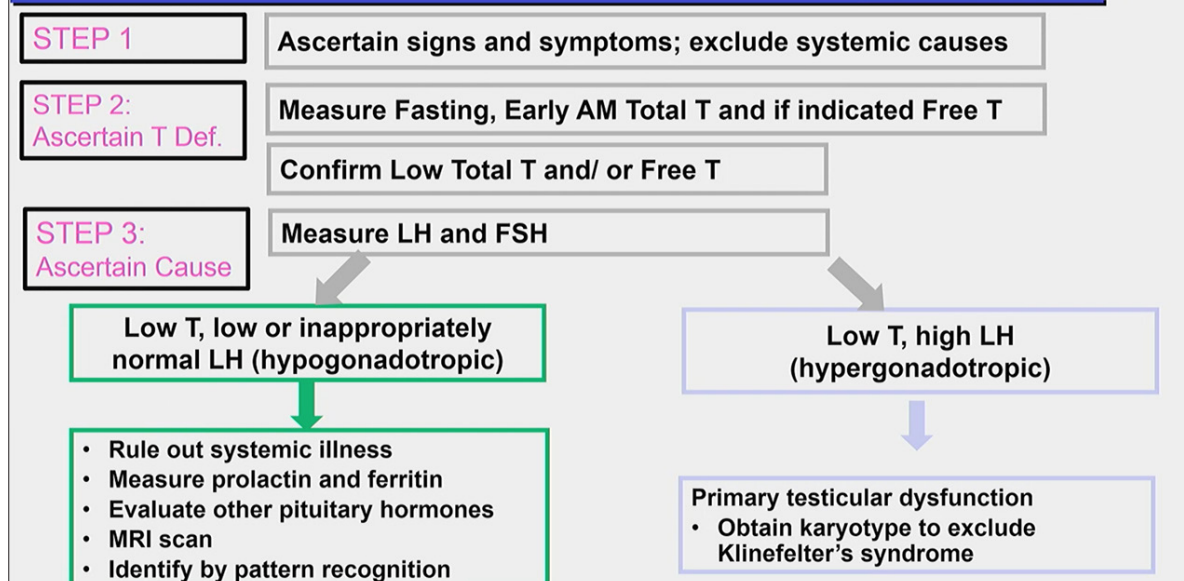 STEP 1
Ascertain signs and symptoms; exclude systemic causes
STEP 2:
Ascertain T Def.
Measure Fasting, Early AM Total T and if indicated Free T
Confirm Low Total T and/ or Free T
STEP 3:
Ascertain Cause
Measure LH and FSH
Low T, low or inappropriately
normal LH (hypogonadotropic)
Low T, high LH
(hypergonadotropic)
• Rule out systemic illness
• Measure prolactin and ferritin
• Evaluate other pituitary hormones
• MRI scan
• Identify by pattern recognition
Primary testicular dysfunction
• Obtain karyotype to exclude
Klinefelter's syndrome